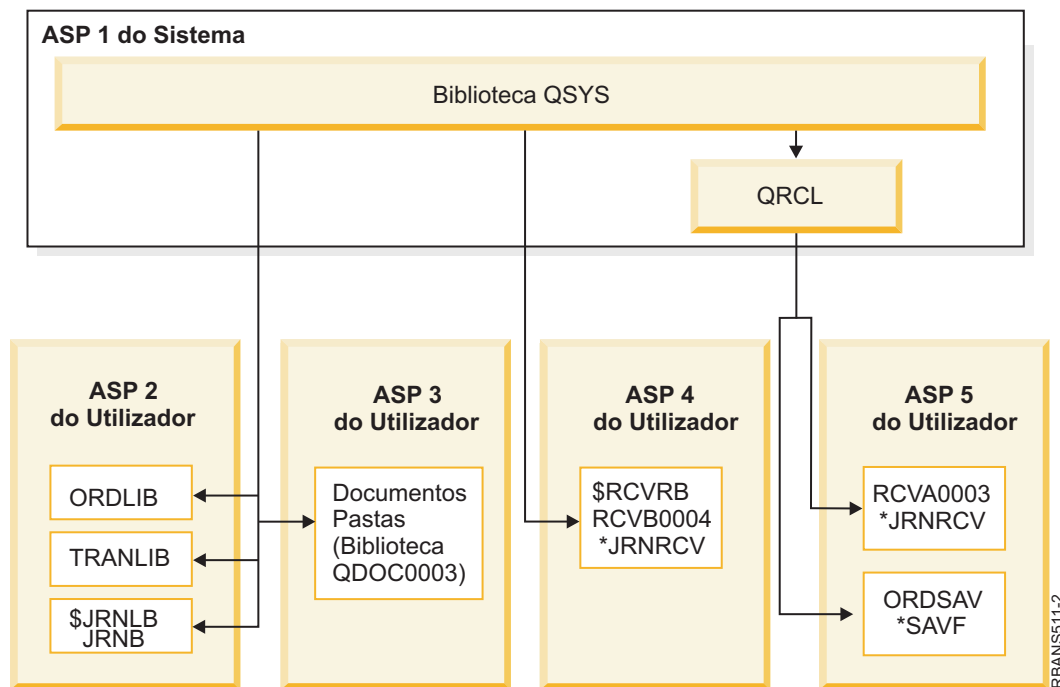 ASP 1 do Sistema
Biblioteca QSYS
QRCL
ASP 2
do Utilizador
ORDLIB
TRANLIB
$JRNLB
JRNB
ASP 3
do Utilizador
Documentos
Pastas
(Biblioteca
QDOC0003)
ASP 4
do Utilizador
$RCVRB
RCVB0004
*JRNRCV
ASP 5
do Utilizador
RCVA0003
*JRNRCV
ORDSAV
*SAVF
RBANS511-2